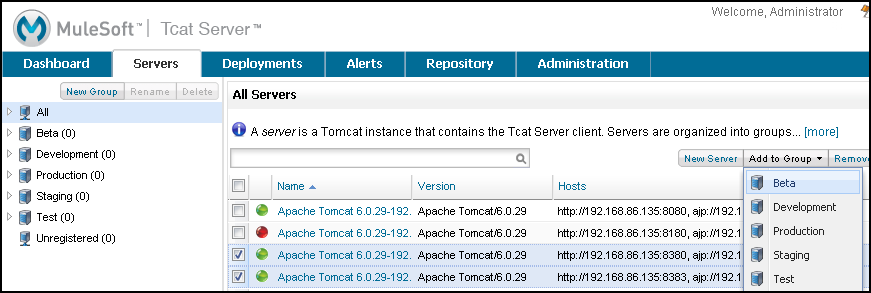 Welcome, Administrator
MuleSoft™ | Tcat Server™
Dashboard Servers Deployments Alerts Repository Administration
New Group Rename Delete
All
Beta (0)
Development (0)
Production (0)
Staging (0)
Test (0)
Unregistered (0)
All Servers
A server is a Tomcat instance that contains the Tcat Server client. Servers are organized into groups... [more]
New Server Add to Group Remov
Name Version Hosts
Apache Tomcat 6.0.29-192. Apache Tomcat/6.0.29 http://192.168.86.135:8080, ajp://192.1
Apache Tomcat 6.0.29-192. Apache Tomcat/6.0.29 http://192.168.86.135:8180, ajp://192.1
Apache Tomcat 6.0.29-192. Apache Tomcat/6.0.29 http://192.168.86.135:8380, ajp://192.1
Apache Tomcat 6.0.29-192. Apache Tomcat/6.0.29 http://192.168.86.135:8383, ajp://192.1
Beta
Development
Production
Staging
Test